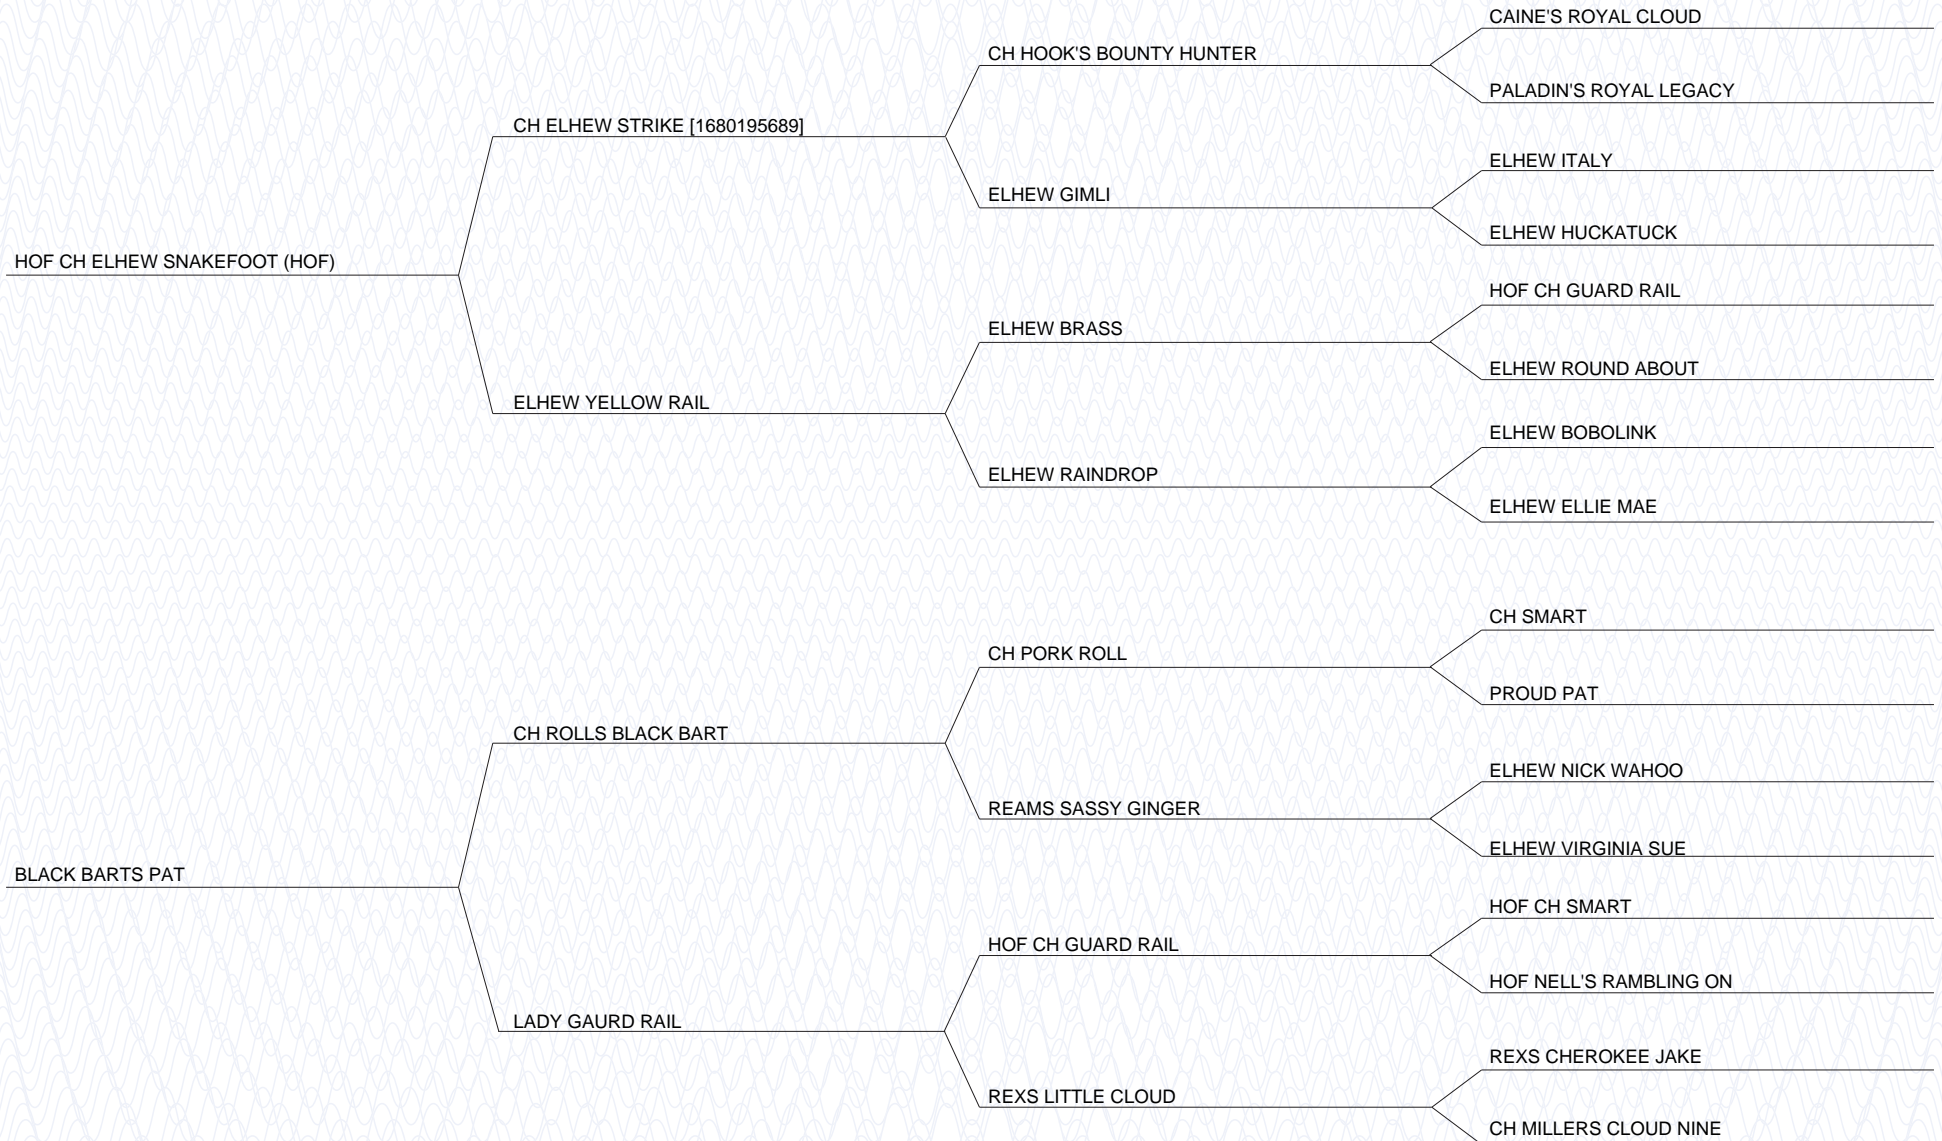 CAINE'S ROYAL CLOUD
CH HOOK'S BOUNTY HUNTER
PALADIN'S ROYAL LEGACY
CH ELHEW STRIKE [1680195689]
ELHEW ITALY
ELHEW GIMLI
ELHEW HUCKATUCK
HOF CH ELHEW SNAKEFOOT (HOF)
HOF CH GUARD RAIL
ELHEW BRASS
ELHEW ROUND ABOUT
ELHEW YELLOW RAIL
ELHEW BOBOLINK
ELHEW RAINDROP
ELHEW ELLIE MAE
CH SMART
CH PORK ROLL
PROUD PAT
CH ROLLS BLACK BART
ELHEW NICK WAHOO
REAMS SASSY GINGER
ELHEW VIRGINIA SUE
BLACK BARTS PAT
HOF CH SMART
HOF CH GUARD RAIL
HOF NELL'S RAMBLING ON
LADY GAURD RAIL
REXS CHEROKEE JAKE
REXS LITTLE CLOUD
CH MILLERS CLOUD NINE